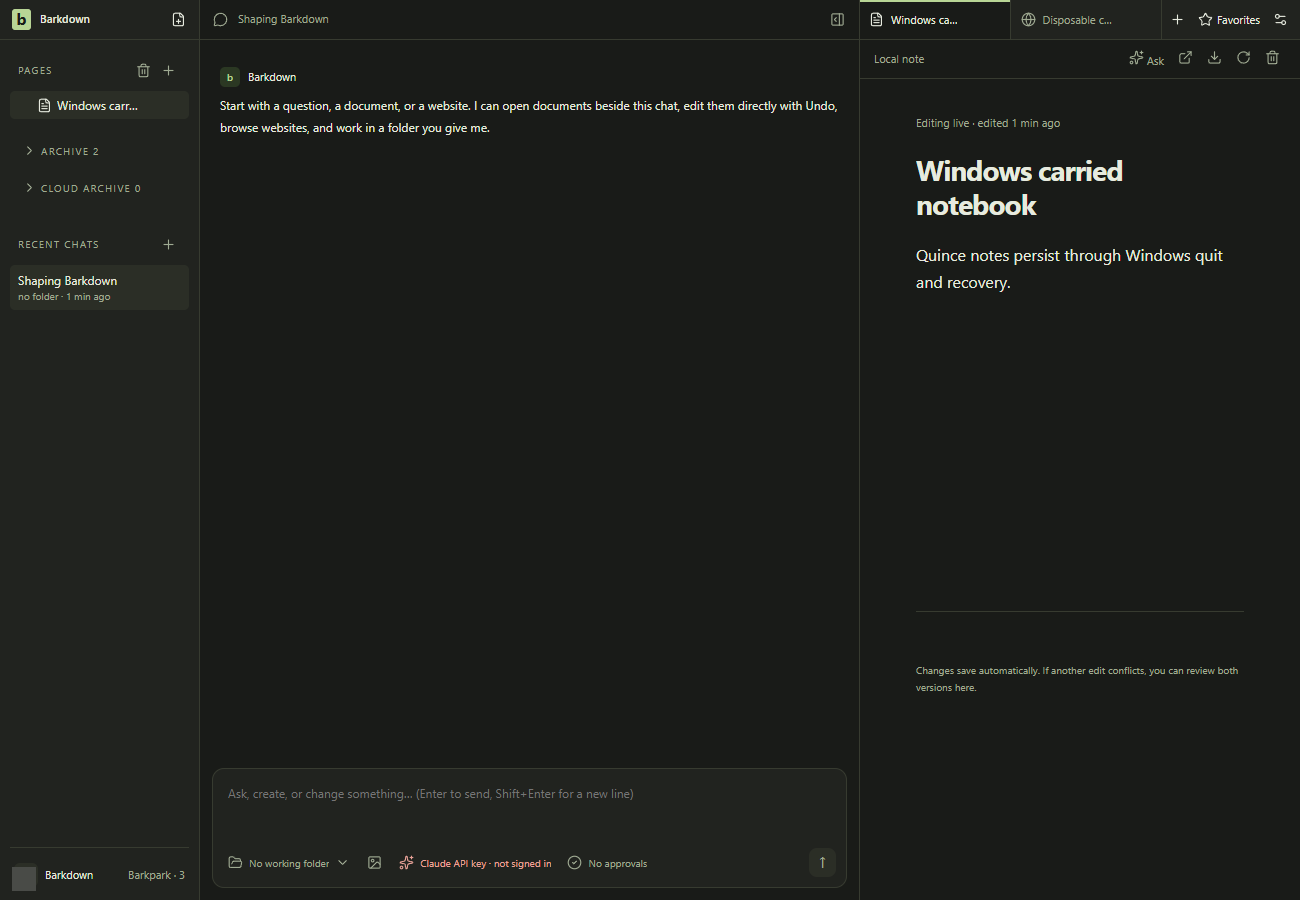 b Barkdown
PAGES
Windows carr...
ARCHIVE 2
CLOUD ARCHIVE 0
RECENT CHATS
Shaping Barkdown
no folder · 1 min ago
Barkdown
Barkpark · 3
Shaping Barkdown
b Barkdown
Start with a question, a document, or a website. I can open documents beside this chat, edit them directly with Undo,
browse websites, and work in a folder you give me.
Ask, create, or change something... (Enter to send, Shift+Enter for a new line)
No working folder
Claude API key · not signed in
No approvals
Windows ca...
Disposable c...
Favorites
Local note
Ask
Editing live · edited 1 min ago
Windows carried
notebook
Quince notes persist through Windows quit
and recovery.
Changes save automatically. If another edit conflicts, you can review both
versions here.